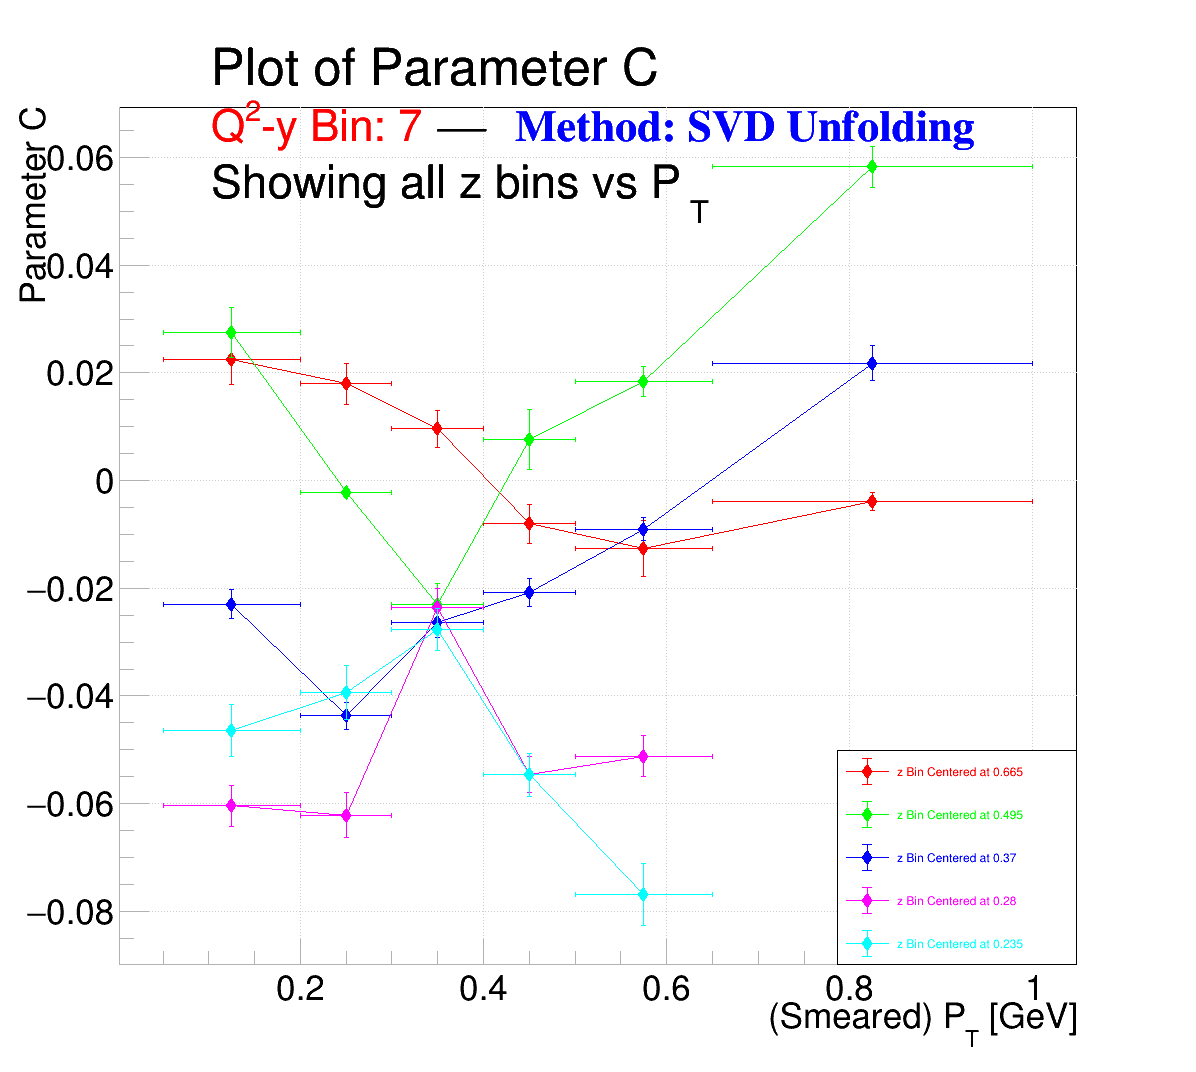 Plot of Parameter C
Q²-y Bin: 7 — Method: SVD Unfolding
Showing all z bins vs P_T
Parameter C
0.06
0.04
0.02
0
−0.02
−0.04
−0.06
−0.08
z Bin Centered at 0.665
z Bin Centered at 0.495
z Bin Centered at 0.37
z Bin Centered at 0.28
z Bin Centered at 0.235
0.2 0.4 0.6 0.8 1
(Smeared) P_T [GeV]